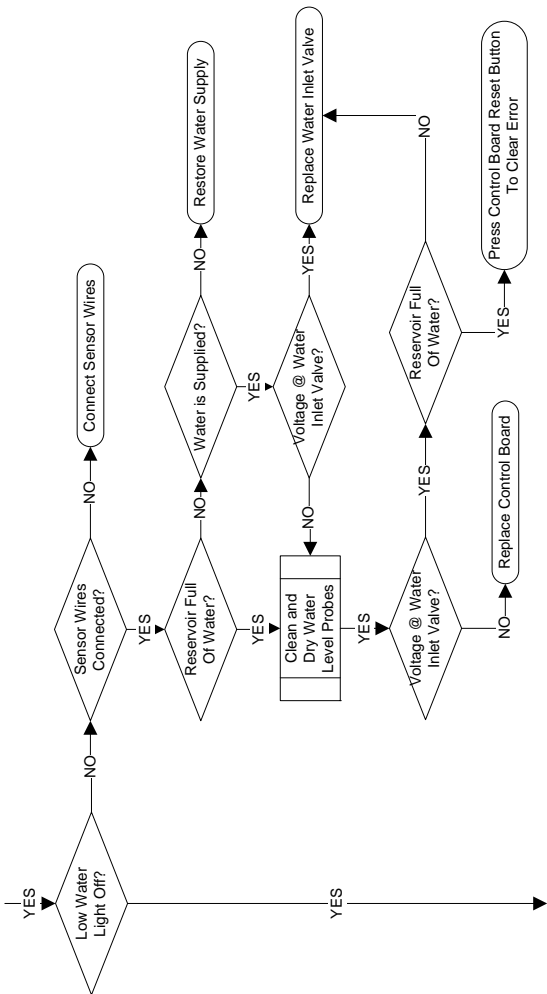 YES
Low Water
Light Off?
NO
YES
Sensor Wires
Connected?
NO
Connect Sensor Wires
YES
Reservoir Full
Of Water?
NO
Water is Supplied?
NO
Restore Water Supply
YES
YES
Voltage @ Water
Inlet Valve?
YES
Replace Water Inlet Valve
NO
Clean and
Dry Water
Level Probes
YES
Voltage @ Water
Inlet Valve?
YES
Reservoir Full
Of Water?
NO
NO
Replace Control Board
YES
Press Control Board Reset Button
To Clear Error